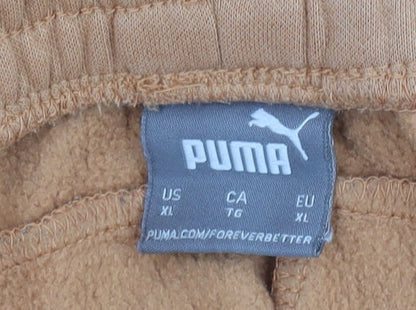 PUMA
US CA EU
XL TG XL
PUMA.COM/FOREVERBETTER